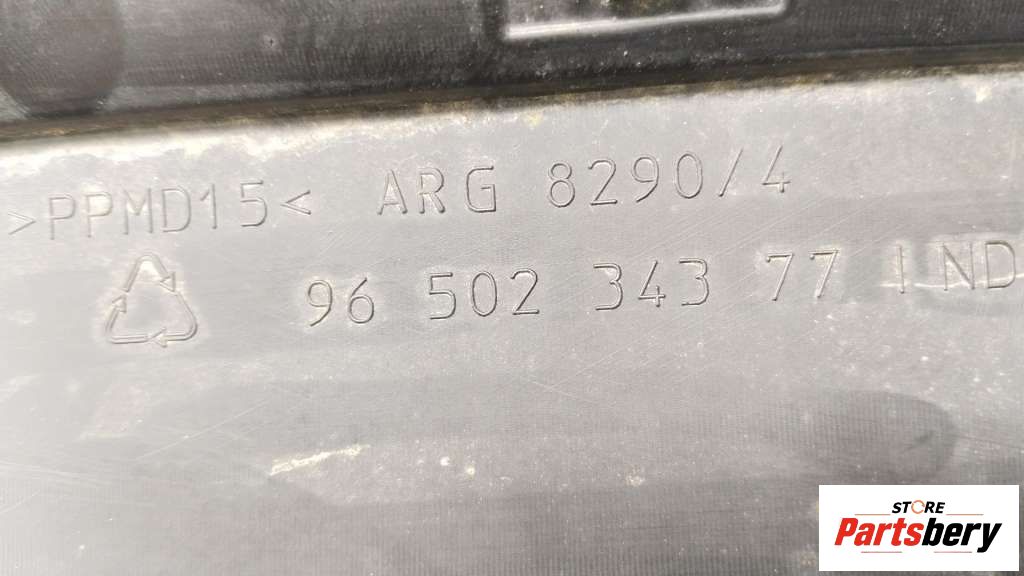 >PPMD15< ARG 8290/4
96 502 343 77 IND
STORE
Partsbery